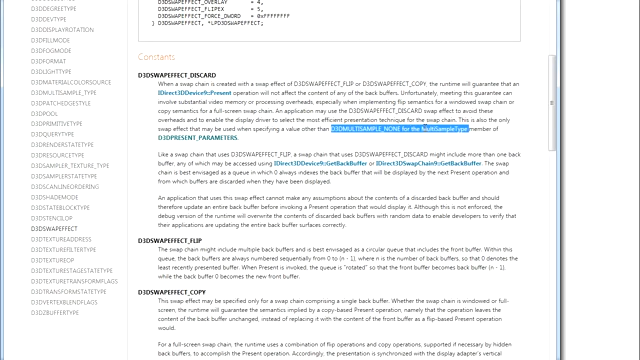 D3DDEGREETYPE
D3DDEVTYPE
D3DDISPLAYROTATION
D3DFILLMODE
D3DFOGMODE
D3DFORMAT
D3DLIGHTTYPE
D3DMATERIALCOLORSOURCE
D3DMULTISAMPLE_TYPE
D3DPATCHEDGESTYLE
D3DPOOL
D3DPRIMITIVETYPE
D3DQUERYTYPE
D3DRENDERSTATETYPE
D3DRESOURCETYPE
D3DSAMPLER_TEXTURE_TYPE
D3DSAMPLERSTATETYPE
D3DSCANLINEORDERING
D3DSHADEMODE
D3DSTATEBLOCKTYPE
D3DSTENCILOP
D3DSWAPEFFECT
D3DTEXTUREADDRESS
D3DTEXTUREFILTERTYPE
D3DTEXTUREOP
D3DTEXTURESTAGESTATETYPE
D3DTEXTURETRANSFORMFLAGS
D3DTRANSFORMSTATETYPE
D3DVERTEXBLENDFLAGS
D3DZBUFFERTYPE
D3DSWAPEFFECT_OVERLAY = 4,
D3DSWAPEFFECT_FLIPEX = 5,
D3DSWAPEFFECT_FORCE_DWORD = 0xFFFFFFFF
} D3DSWAPEFFECT, *LPD3DSWAPEFFECT;
Constants
D3DSWAPEFFECT_DISCARD
When a swap chain is created with a swap effect of D3DSWAPEFFECT_FLIP or D3DSWAPEFFECT_COPY, the runtime will guarantee that an
IDirect3DDevice9::Present operation will not affect the content of any of the back buffers. Unfortunately, meeting this guarantee can
involve substantial video memory or processing overheads, especially when implementing flip semantics for a windowed swap chain or
copy semantics for a full-screen swap chain. An application may use the D3DSWAPEFFECT_DISCARD swap effect to avoid these
overheads and to enable the display driver to select the most efficient presentation technique for the swap chain. This is also the only
swap effect that may be used when specifying a value other than D3DMULTISAMPLE_NONE for the MultiSampleType member of
D3DPRESENT_PARAMETERS.
Like a swap chain that uses D3DSWAPEFFECT_FLIP, a swap chain that uses D3DSWAPEFFECT_DISCARD might include more than one back
buffer, any of which may be accessed using IDirect3DDevice9::GetBackBuffer or IDirect3DSwapChain9::GetBackBuffer. The swap
chain is best envisaged as a queue in which 0 always indexes the back buffer that will be displayed by the next Present operation and
from which buffers are discarded when they have been displayed.
An application that uses this swap effect cannot make any assumptions about the contents of a discarded back buffer and should
therefore update an entire back buffer before invoking a Present operation that would display it. Although this is not enforced, the
debug version of the runtime will overwrite the contents of discarded back buffers with random data to enable developers to verify that
their applications are updating the entire back buffer surfaces correctly.
D3DSWAPEFFECT_FLIP
The swap chain might include multiple back buffers and is best envisaged as a circular queue that includes the front buffer. Within this
queue, the back buffers are always numbered sequentially from 0 to (n - 1), where n is the number of back buffers, so that 0 denotes the
least recently presented buffer. When Present is invoked, the queue is "rotated" so that the front buffer becomes back buffer (n - 1),
while the back buffer 0 becomes the new front buffer.
D3DSWAPEFFECT_COPY
This swap effect may be specified only for a swap chain comprising a single back buffer. Whether the swap chain is windowed or full-
screen, the runtime will guarantee the semantics implied by a copy-based Present operation, namely that the operation leaves the
content of the back buffer unchanged, instead of replacing it with the content of the front buffer as a flip-based Present operation
would.
For a full-screen swap chain, the runtime uses a combination of flip operations and copy operations, supported if necessary by hidden
back buffers, to accomplish the Present operation. Accordingly, the presentation is synchronized with the display adapter's vertical